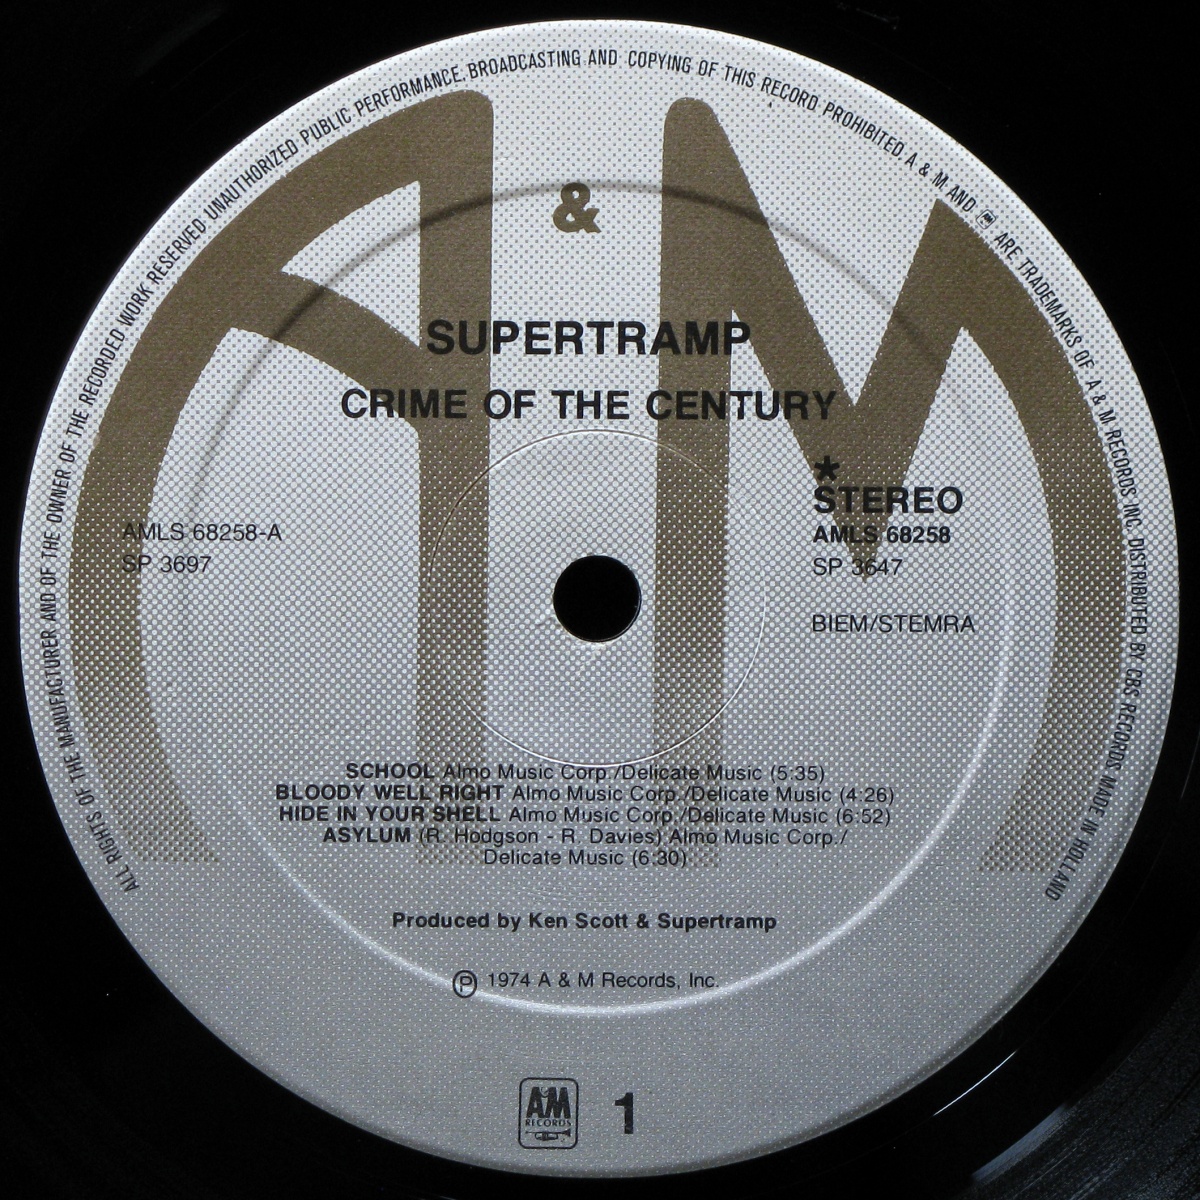 ALL RIGHTS OF THE MANUFACTURER AND OF THE OWNER OF THE RECORDED WORK RESERVED UNAUTHORIZED PUBLIC PERFORMANCE, BROADCASTING AND COPYING OF THIS RECORD PROHIBITED A & M AND AM ARE TRADEMARKS OF A & M RECORDS INC. DISTRIBUTED BY CBS RECORDS MADE IN HOLLAND
A & M
SUPERTRAMP
CRIME OF THE CENTURY
AMLS 68258-A
SP 3697
★
STEREO
AMLS 68258
SP 3647
BIEM/STEMRA
SCHOOL Almo Music Corp./Delicate Music (5:35)
BLOODY WELL RIGHT Almo Music Corp./Delicate Music (4:26)
HIDE IN YOUR SHELL Almo Music Corp./Delicate Music (6:52)
ASYLUM (R. Hodgson - R. Davies) Almo Music Corp./
Delicate Music (6:30)
Produced by Ken Scott & Supertramp
Ⓟ 1974 A & M Records, Inc.
A&M
RECORDS
1